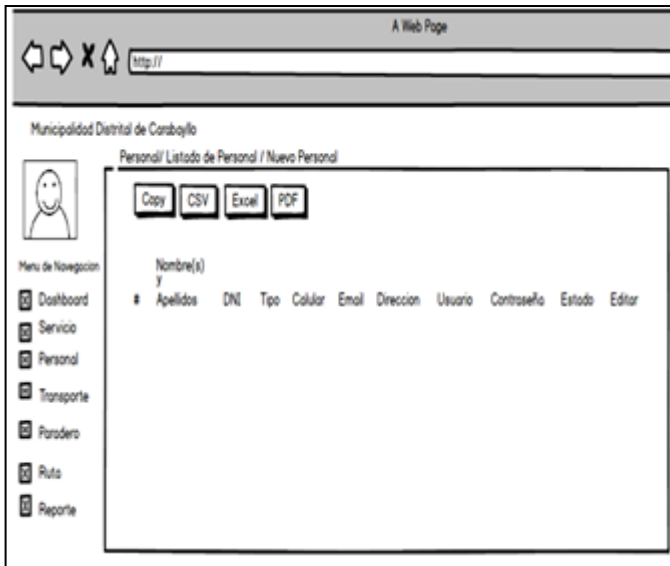 A Web Page
http://
Municipalidad Distrital de Carabayllo
Personal/ Listado de Personal / Nuevo Personal
Copy CSV Excel PDF
Menu de Navegacion
Nombre(s)
y
# Apellidos DNI Tipo Calular Email Direccion Usuario Contraseña Estado Editar
Dashboard
Servicio
Personal
Transporte
Paradero
Ruta
Reporte